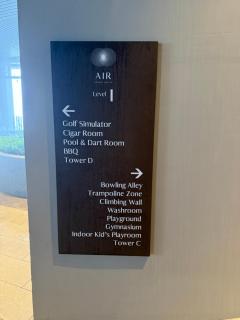 AIR
Level 1
←
Golf Simulator
Cigar Room
Pool & Dart Room
BBQ
Tower D
→
Bowling Alley
Trampoline Zone
Climbing Wall
Washroom
Playground
Gymnasium
Indoor Kid's Playroom
Tower C